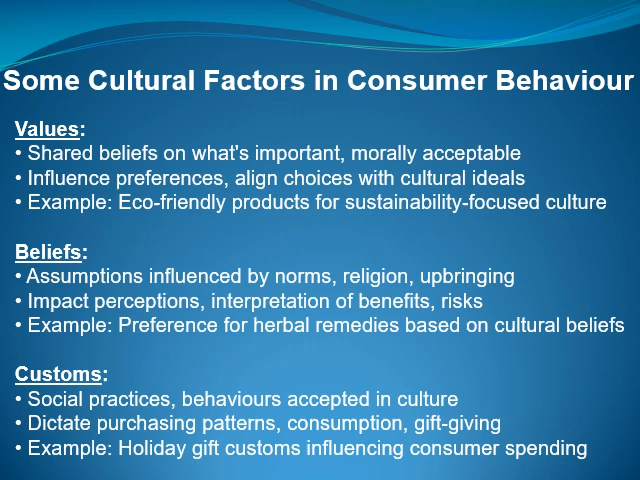 Some Cultural Factors in Consumer Behaviour
Values:
• Shared beliefs on what's important, morally acceptable
• Influence preferences, align choices with cultural ideals
• Example: Eco-friendly products for sustainability-focused culture
Beliefs:
• Assumptions influenced by norms, religion, upbringing
• Impact perceptions, interpretation of benefits, risks
• Example: Preference for herbal remedies based on cultural beliefs
Customs:
• Social practices, behaviours accepted in culture
• Dictate purchasing patterns, consumption, gift-giving
• Example: Holiday gift customs influencing consumer spending